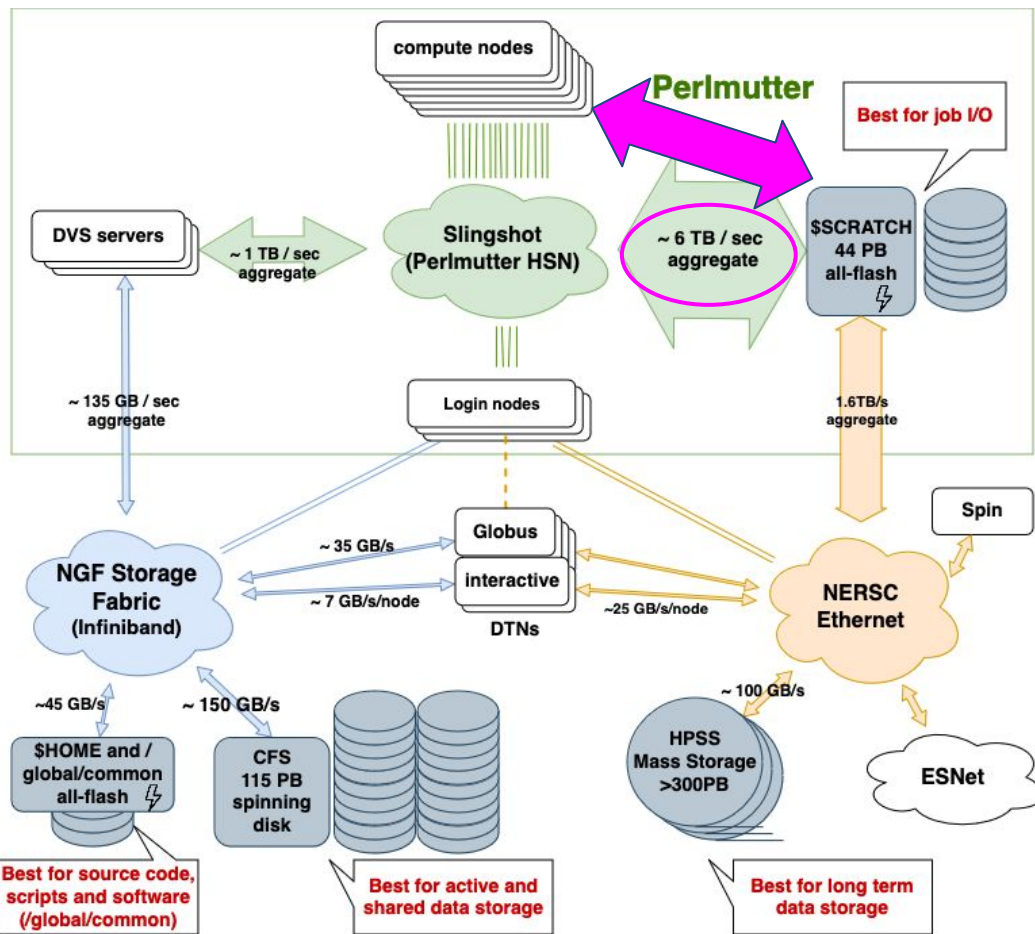 compute nodes
Perlmutter
Best for job I/O
DVS servers
~ 1 TB / sec
aggregate
Slingshot
(Perlmutter HSN)
~ 6 TB / sec
aggregate
$SCRATCH
44 PB
all-flash
~ 135 GB / sec
aggregate
Login nodes
1.6TB/s
aggregate
Spin
NGF Storage
Fabric
(Infiniband)
~ 35 GB/s
~ 7 GB/s/node
Globus
interactive
DTNs
~25 GB/s/node
NERSC
Ethernet
~45 GB/s
~ 150 GB/s
~ 100 GB/s
$HOME and /
global/common
all-flash
CFS
115 PB
spinning
disk
HPSS
Mass Storage
>300PB
ESNet
Best for source code,
scripts and software
(/global/common)
Best for active and
shared data storage
Best for long term
data storage